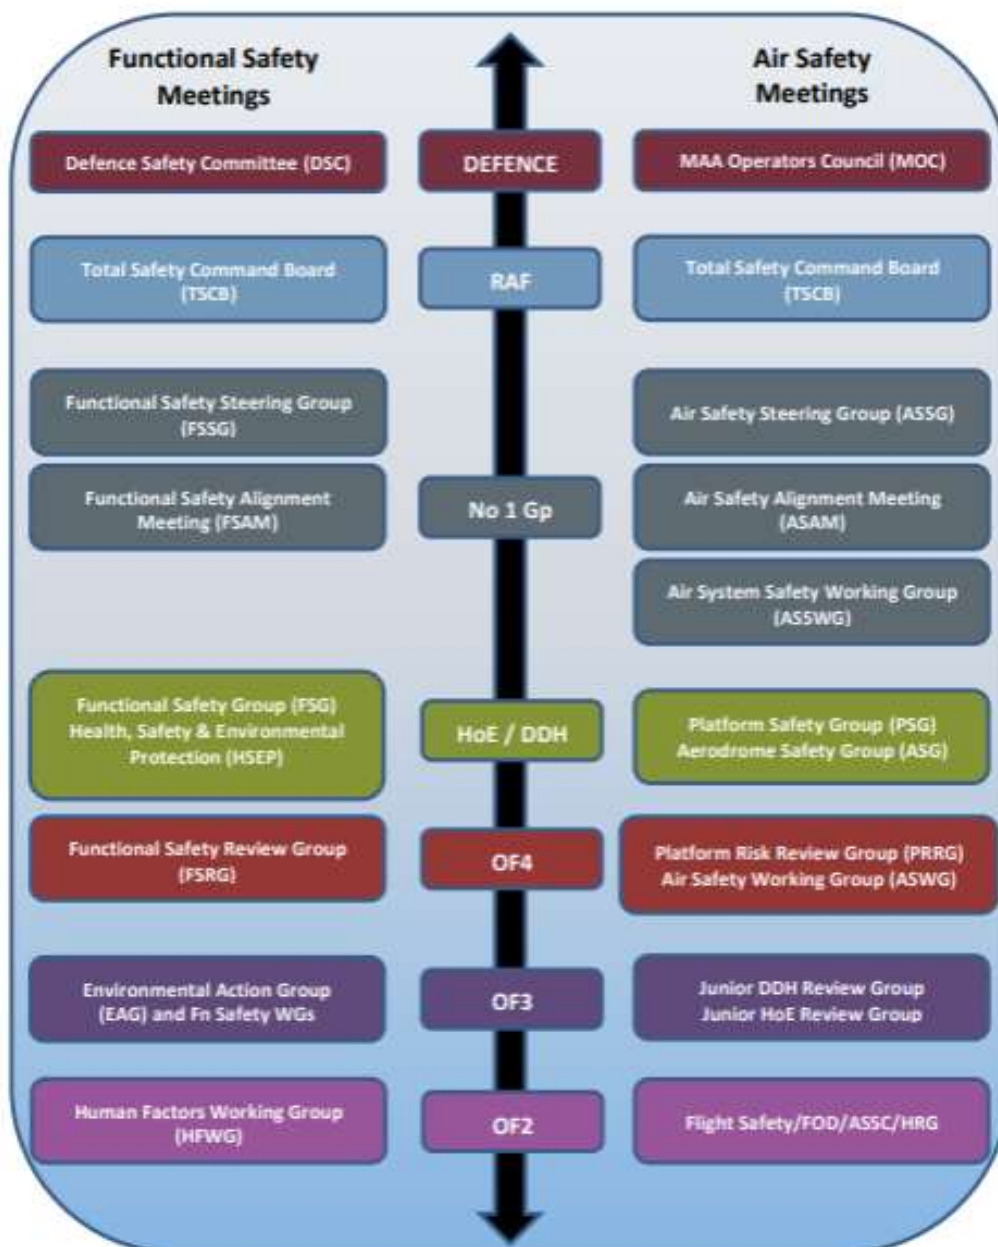 Functional Safety
Meetings
Air Safety
Meetings
Defence Safety Committee (DSC)
DEFENCE
MAA Operators Council (MOC)
Total Safety Command Board
(TSCB)
RAF
Total Safety Command Board
(TSCB)
Functional Safety Steering Group
(FSSG)
Air Safety Steering Group (ASSG)
Functional Safety Alignment
Meeting (FSAM)
No 1 Gp
Air Safety Alignment Meeting
(ASAM)
Air System Safety Working Group
(ASSWG)
Functional Safety Group (FSG)
Health, Safety & Environmental
Protection (HSEP)
HoE / DDH
Platform Safety Group (PSG)
Aerodrome Safety Group (ASG)
Functional Safety Review Group
(FSRG)
OF4
Platform Risk Review Group (PRRG)
Air Safety Working Group (ASWG)
Environmental Action Group
(EAG) and Fn Safety WGs
OF3
Junior DDH Review Group
Junior HoE Review Group
Human Factors Working Group
(HFWG)
OF2
Flight Safety/FOD/ASSC/HRG